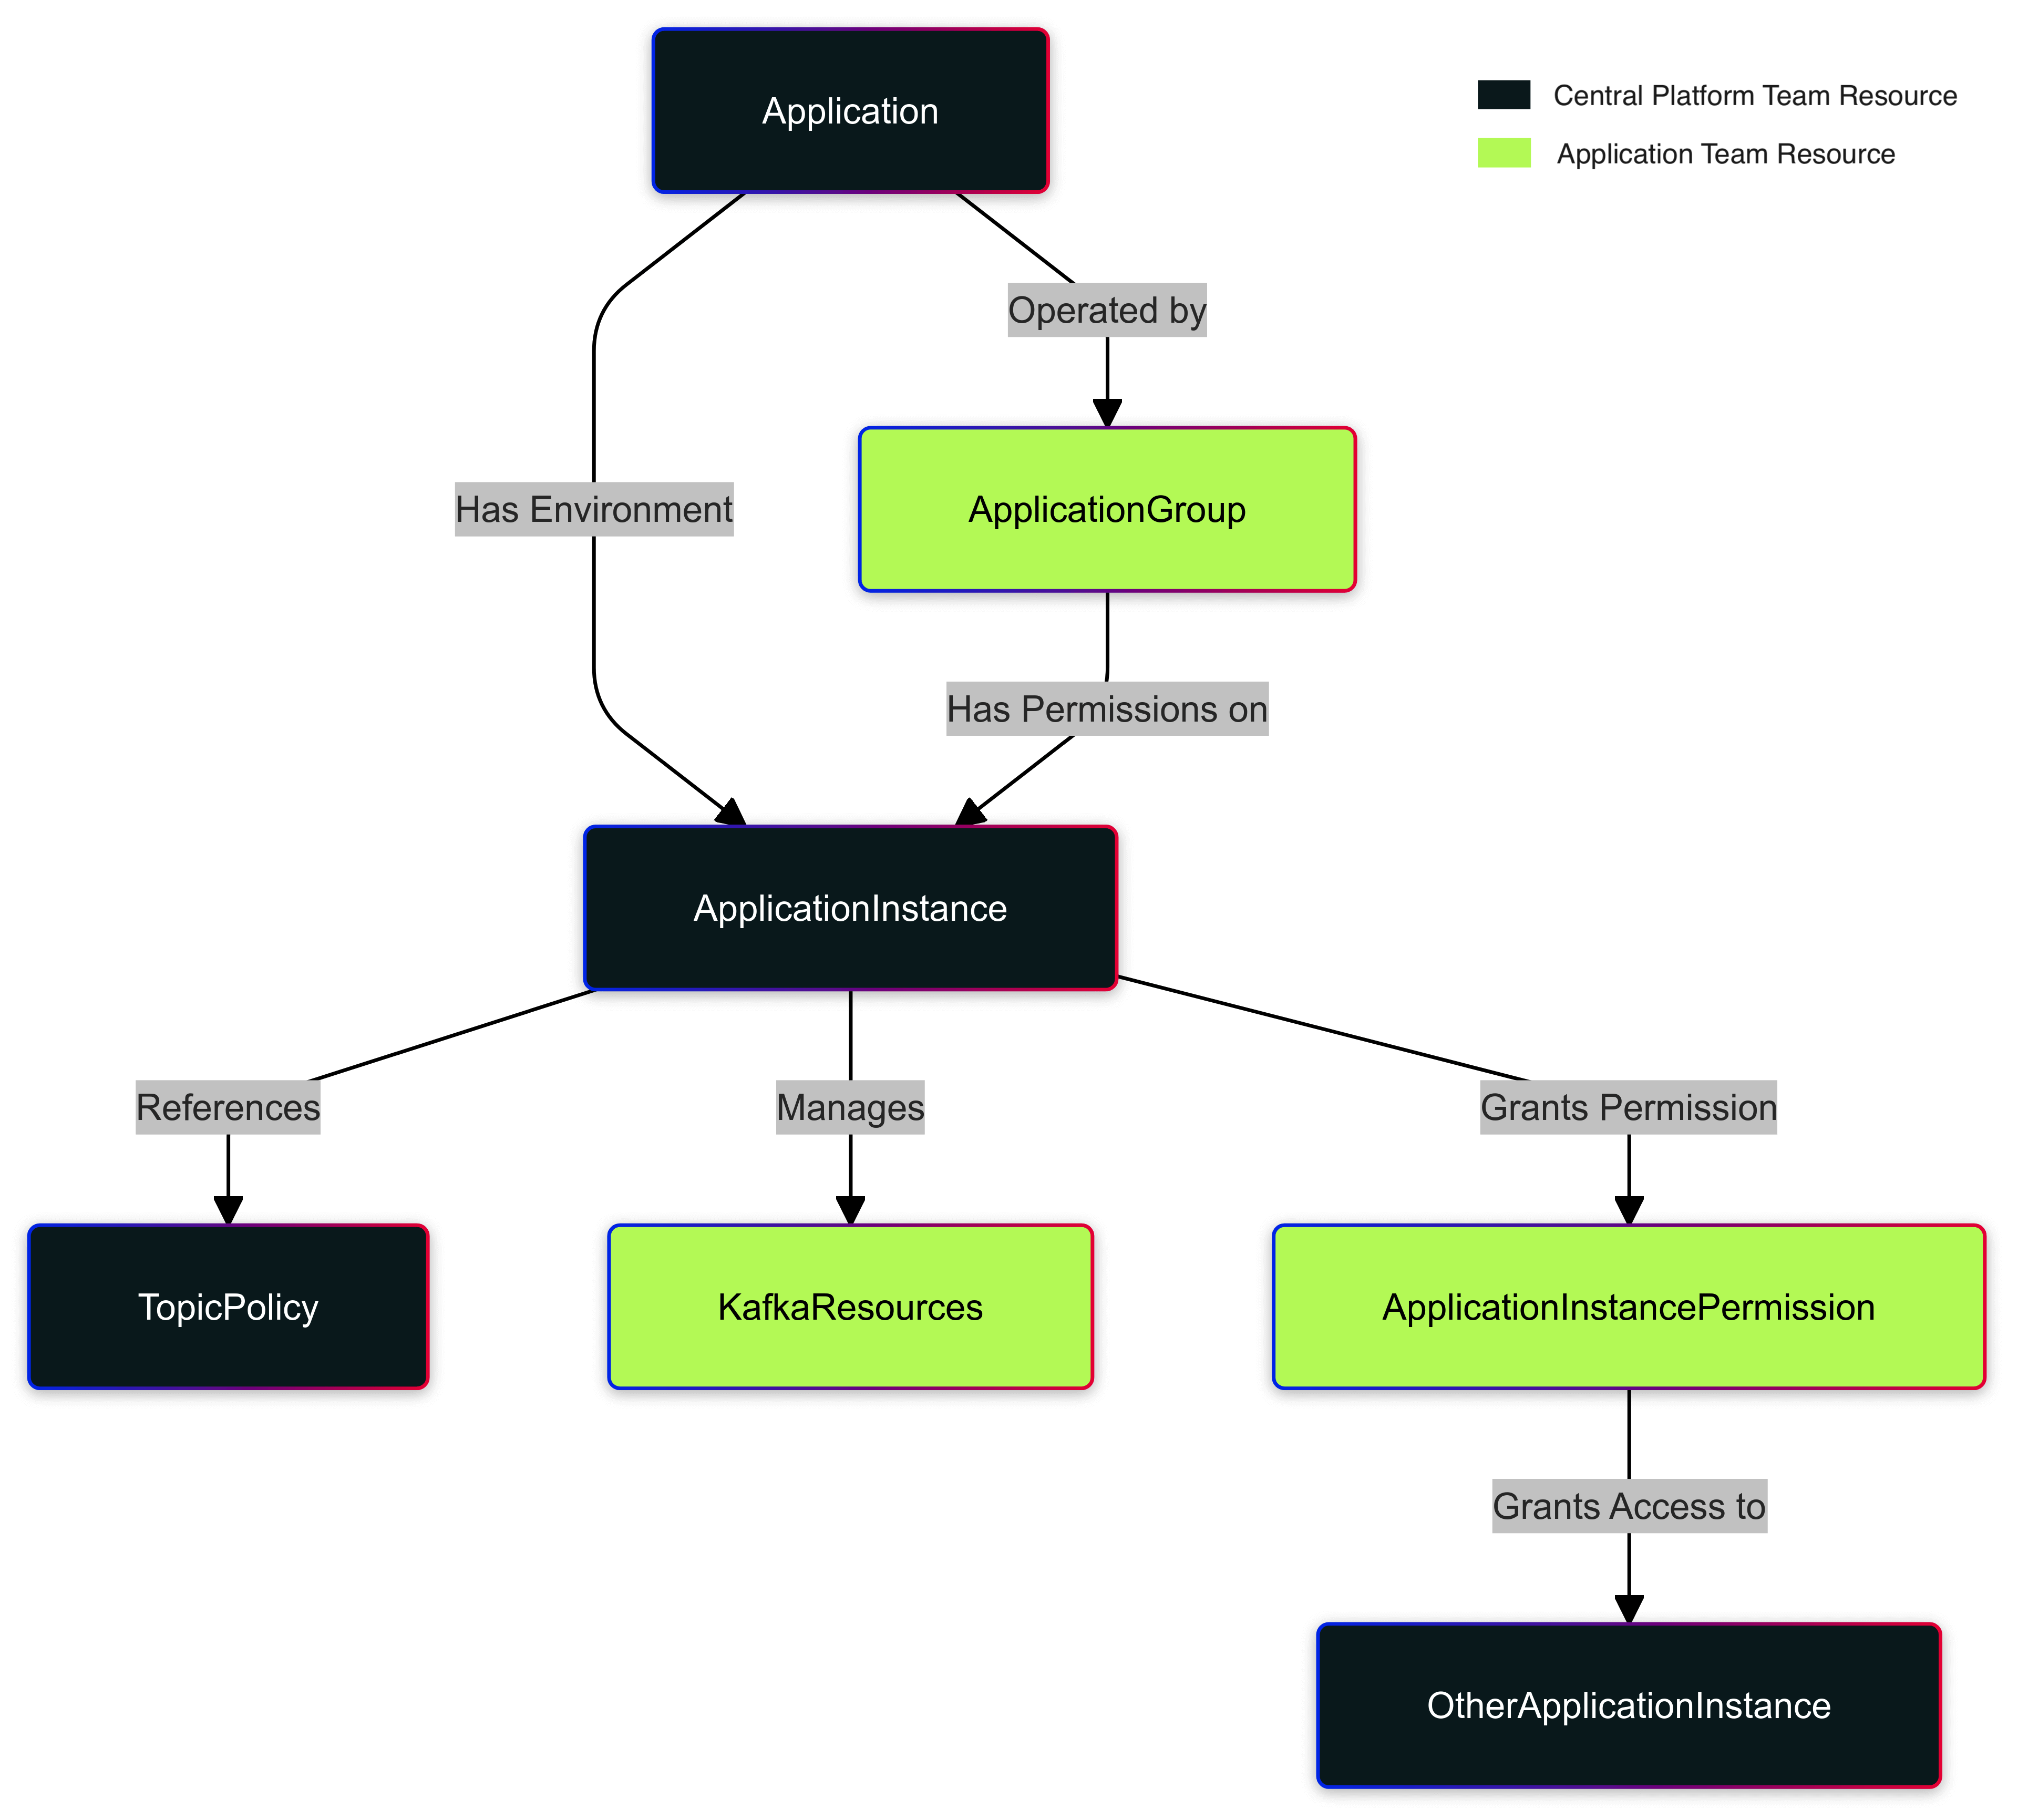 Application
Central Platform Team Resource
Application Team Resource
Operated by
Has Environment
ApplicationGroup
Has Permissions on
ApplicationInstance
References
Manages
Grants Permission
TopicPolicy
KafkaResources
ApplicationInstancePermission
Grants Access to
OtherApplicationInstance